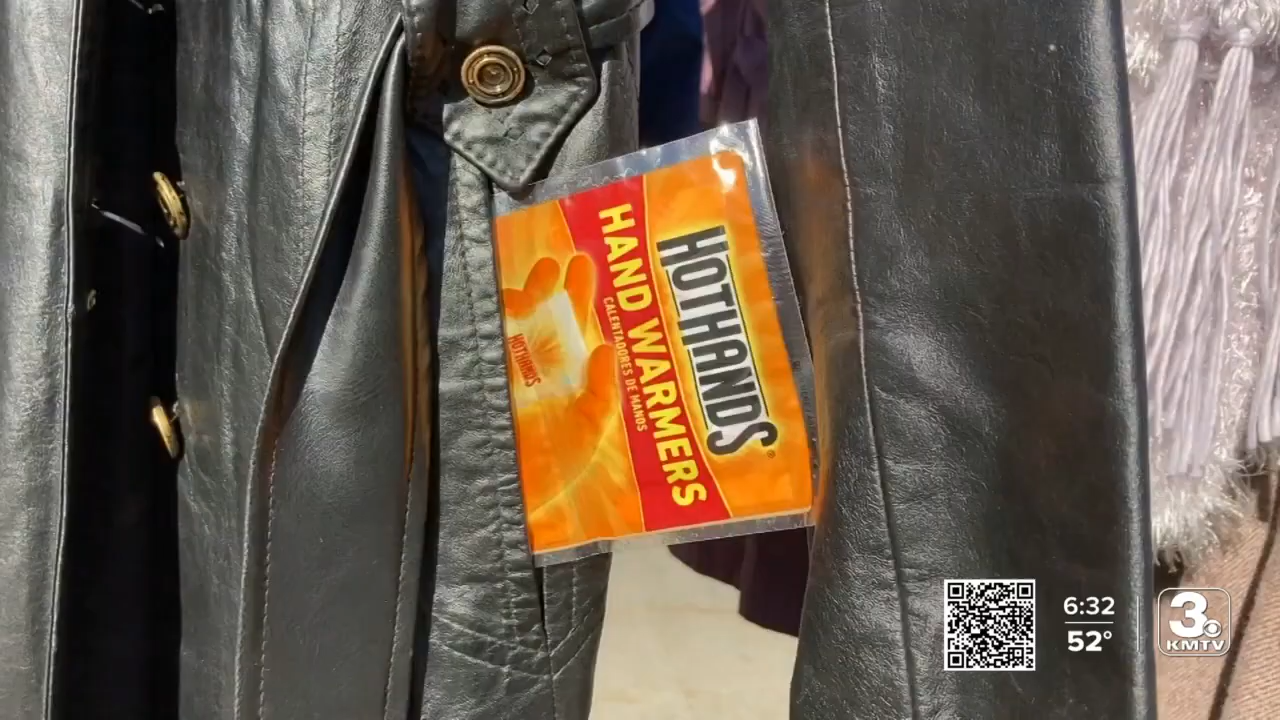 HOTHANDS®
HAND WARMERS
CALENTADORES DE MANOS
HOTHANDS
6:32
52°
3
KMTV